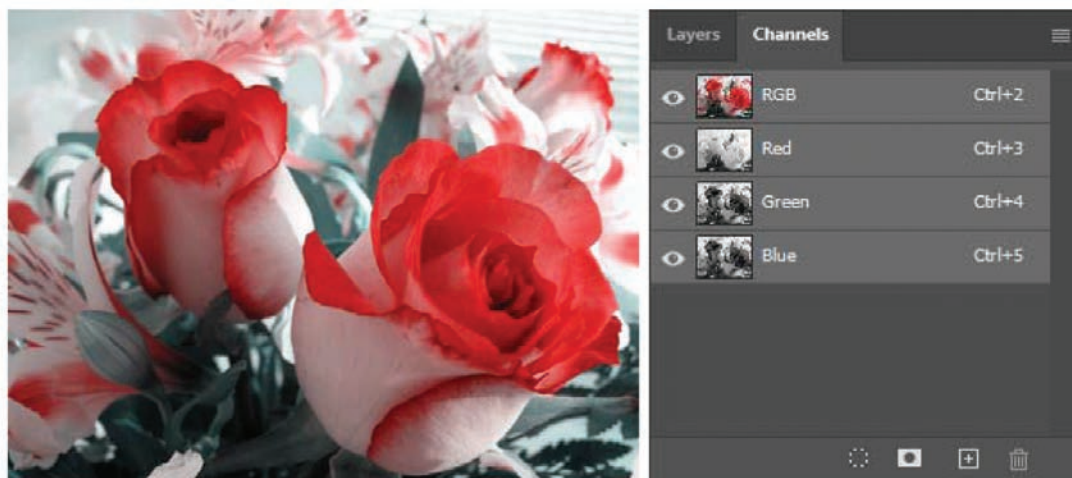 Layers Channels
RGB Ctrl+2
Red Ctrl+3
Green Ctrl+4
Blue Ctrl+5